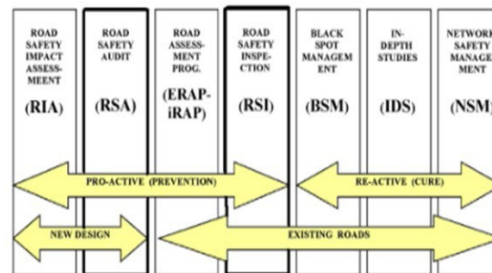 ROAD
SAFETY
IMPACT
ASSESS-
MEENT
(RIA)
ROAD
SAFETY
AUDIT
(RSA)
ROAD
ASSESS-
MENT
PROG.
(ERAP-
iRAP)
ROAD
SAFETY
INSPE-
CTION
(RSI)
BLACK
SPOT
MANAGEM
ENT
(BSM)
IN-
DEPTH
STUDIES
(IDS)
NETWORK
SAFETY
MANAGE
MENT
(NSM)
PRO-ACTIVE (PREVENTION)
RE-ACTIVE (CURE)
NEW DESIGN
EXISTING ROADS